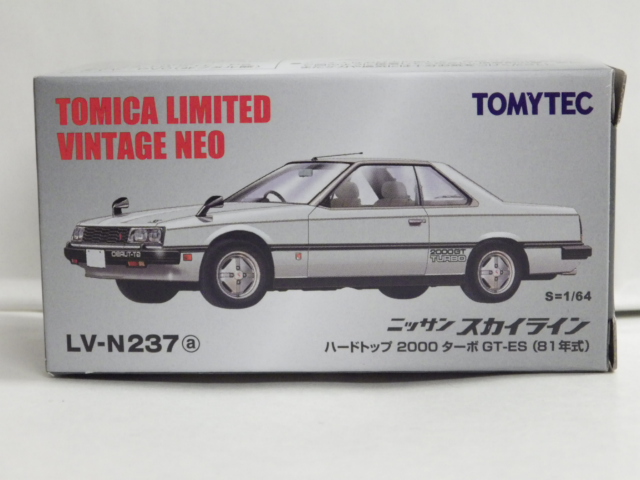 TOMICA LIMITED
VINTAGE NEO
TOMYTEC
2000GT
TURBO
S=1/64
LV-N237ⓐ
ニッサン スカイライン
ハードトップ 2000 ターボ GT-ES (81年式)